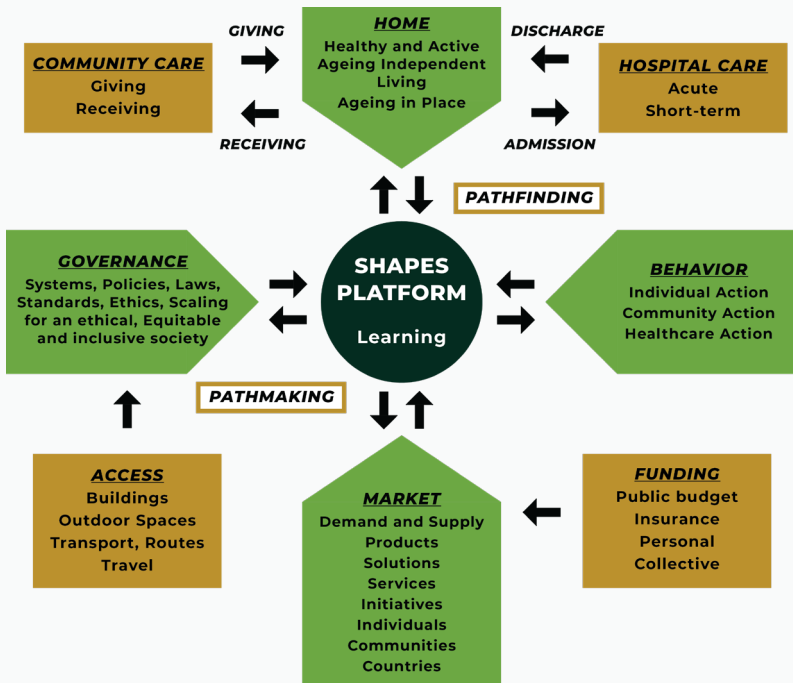 GIVING
COMMUNITY CARE
Giving
Receiving
RECEIVING
HOME
Healthy and Active
Ageing Independent
Living
Ageing in Place
DISCHARGE
HOSPITAL CARE
Acute
Short-term
ADMISSION
PATHFINDING
GOVERNANCE
Systems, Policies, Laws,
Standards, Ethics, Scaling
for an ethical, Equitable
and inclusive society
SHAPES
PLATFORM
Learning
BEHAVIOR
Individual Action
Community Action
Healthcare Action
PATHMAKING
ACCESS
Buildings
Outdoor Spaces
Transport, Routes
Travel
MARKET
Demand and Supply
Products
Solutions
Services
Initiatives
Individuals
Communities
Countries
FUNDING
Public budget
Insurance
Personal
Collective